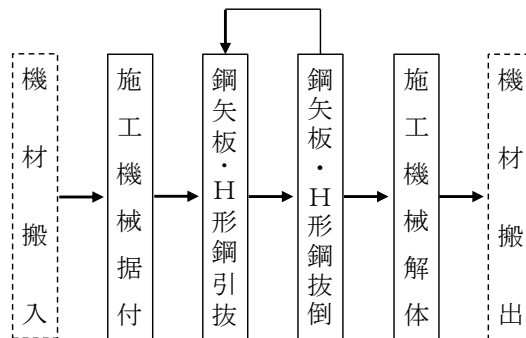 機材搬入
施工機械据付
鋼矢板・Ｈ形鋼引抜
鋼矢板・Ｈ形鋼抜倒
施工機械解体
機材搬出